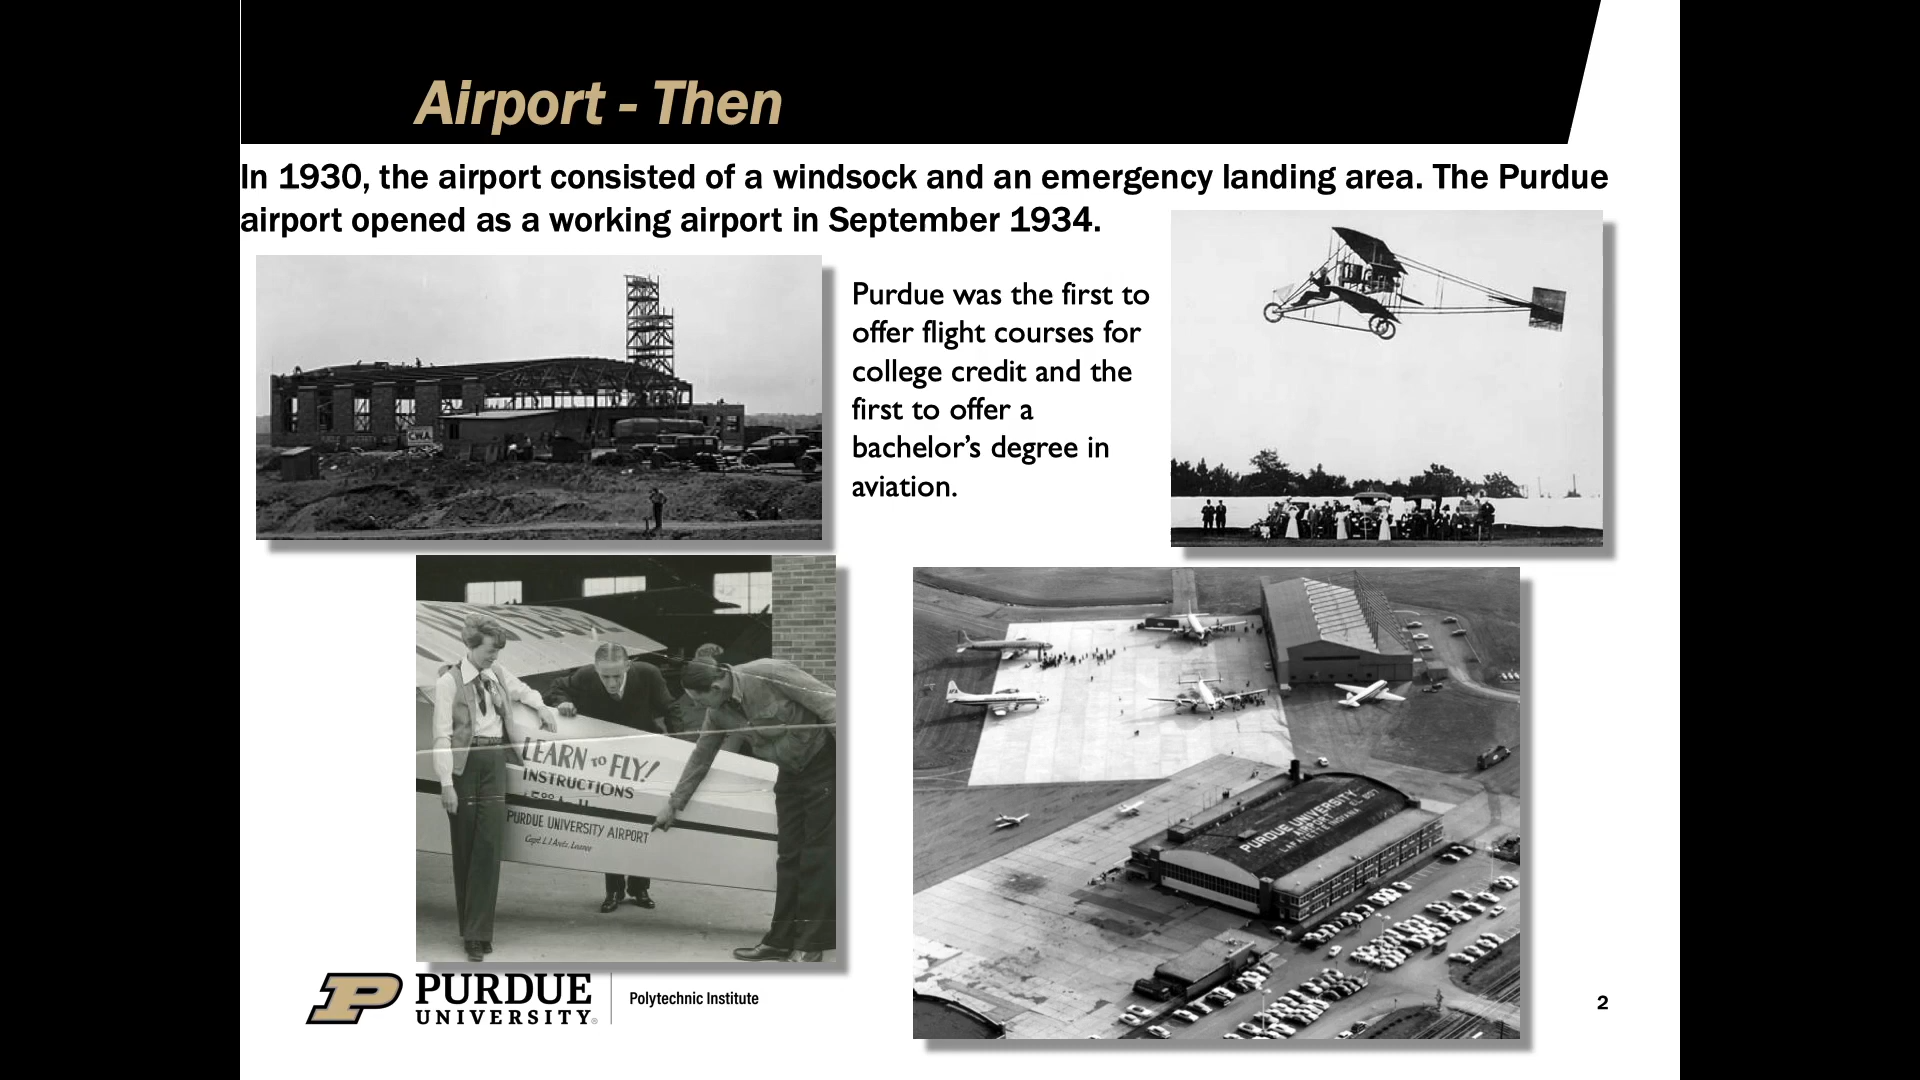 Airport - Then
In 1930, the airport consisted of a windsock and an emergency landing area. The Purdue
airport opened as a working airport in September 1934.
Purdue was the first to
offer flight courses for
college credit and the
first to offer a
bachelor’s degree in
aviation.
C.W.A.
LEARN TO FLY!
INSTRUCTIONS
PURDUE UNIVERSITY AIRPORT
PURDUE UNIVERSITY
AIRPORT
LAFAYETTE INDIANA
PURDUE
UNIVERSITY®
Polytechnic Institute
2